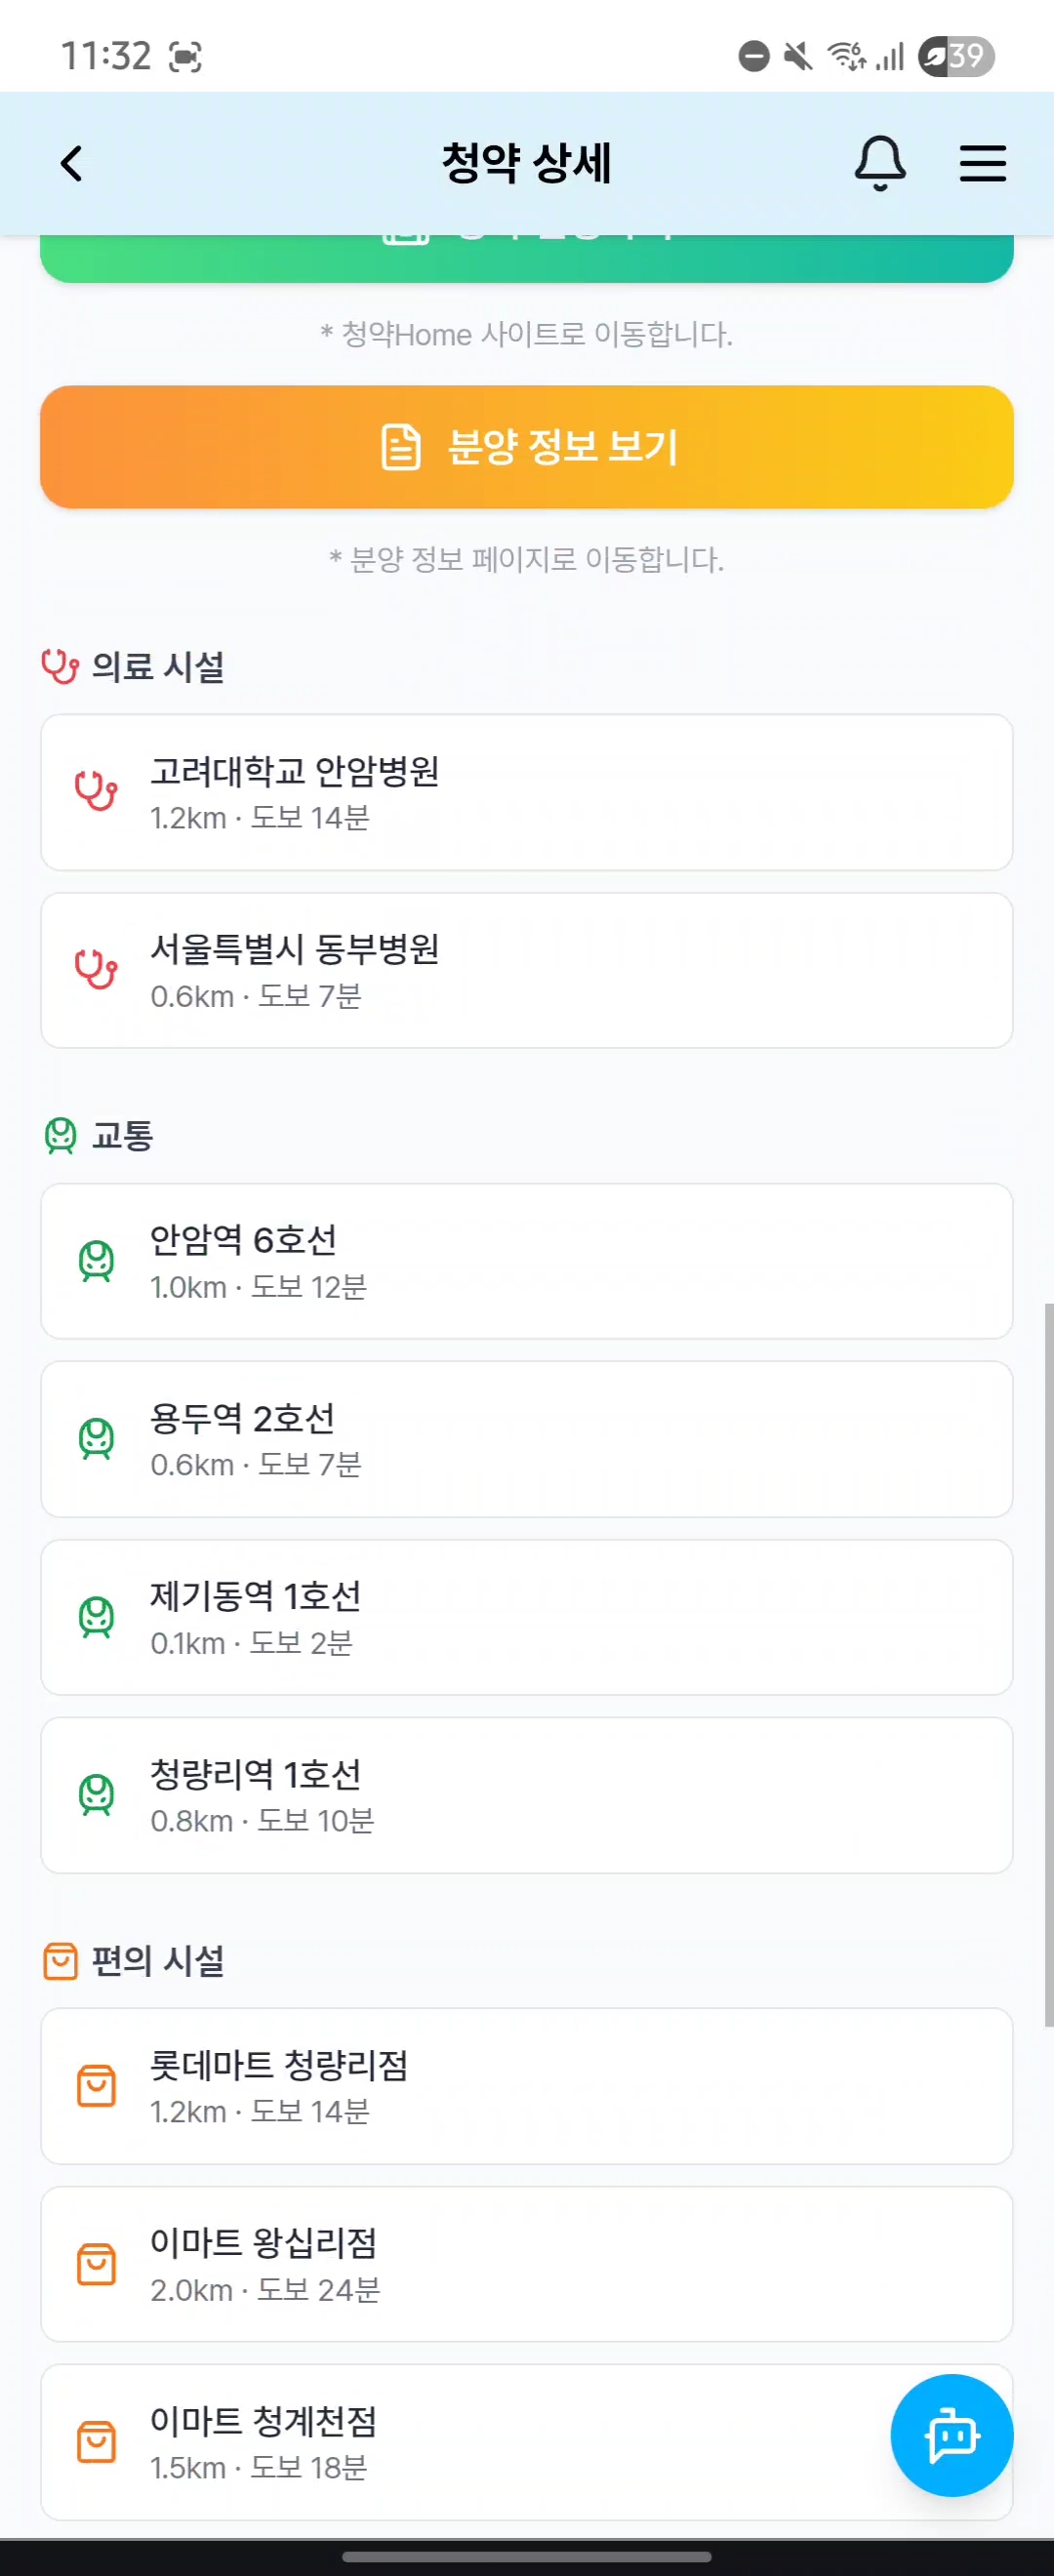 11:32
6
39
청약 상세
* 청약Home 사이트로 이동합니다.
분양 정보 보기
* 분양 정보 페이지로 이동합니다.
의료 시설
고려대학교 안암병원
1.2km · 도보 14분
서울특별시 동부병원
0.6km · 도보 7분
교통
안암역 6호선
1.0km · 도보 12분
용두역 2호선
0.6km · 도보 7분
제기동역 1호선
0.1km · 도보 2분
청량리역 1호선
0.8km · 도보 10분
편의 시설
롯데마트 청량리점
1.2km · 도보 14분
이마트 왕십리점
2.0km · 도보 24분
이마트 청계천점
1.5km · 도보 18분